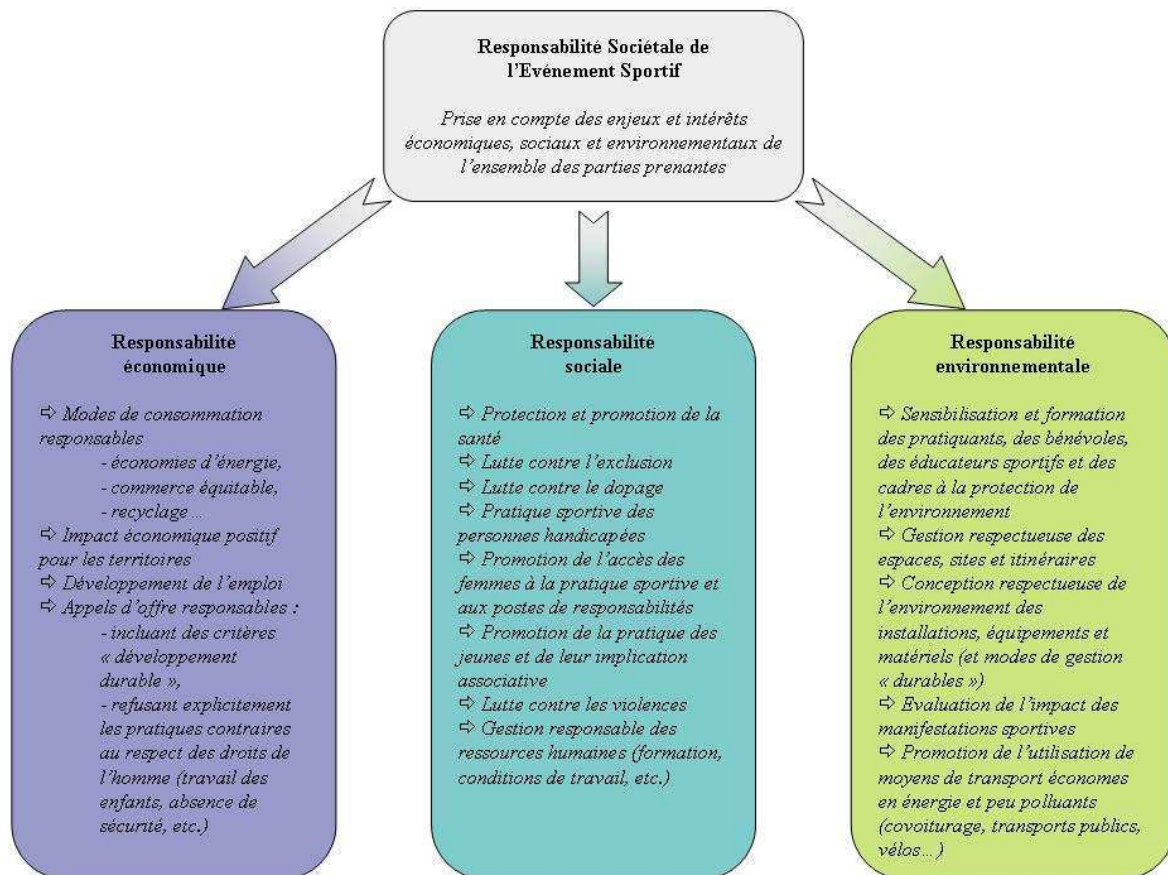 Responsabilité Sociétale de
l'Evénement Sportif
Prise en compte des enjeux et intérêts
économiques, sociaux et environnementaux de
l'ensemble des parties prenantes
Responsabilité
économique
⇨ Modes de consommation
responsables
- économies d'énergie,
- commerce équitable,
- recyclage...
⇨ Impact économique positif
pour les territoires
⇨ Développement de l'emploi
⇨ Appels d'offre responsables :
- incluant des critères
« développement
durable »,
- refusant explicitement
les pratiques contraires
au respect des droits de
l'homme (travail des
enfants, absence de
sécurité, etc.)
Responsabilité
sociale
⇨ Protection et promotion de la
santé
⇨ Lutte contre l'exclusion
⇨ Lutte contre le dopage
⇨ Pratique sportive des
personnes handicapées
⇨ Promotion de l'accès des
femmes à la pratique sportive et
aux postes de responsabilités
⇨ Promotion de la pratique des
jeunes et de leur implication
associative
⇨ Lutte contre les violences
⇨ Gestion responsable des
ressources humaines (formation,
conditions de travail, etc.)
Responsabilité
environnementale
⇨ Sensibilisation et formation
des pratiquants, des bénévoles,
des éducateurs sportifs et des
cadres à la protection de
l'environnement
⇨ Gestion respectueuse des
espaces, sites et itinéraires
⇨ Conception respectueuse de
l'environnement des
installations, équipements et
matériels (et modes de gestion
« durables »)
⇨ Evaluation de l'impact des
manifestations sportives
⇨ Promotion de l'utilisation de
moyens de transport économes
en énergie et peu polluants
(covoiturage, transports publics,
vélos...)